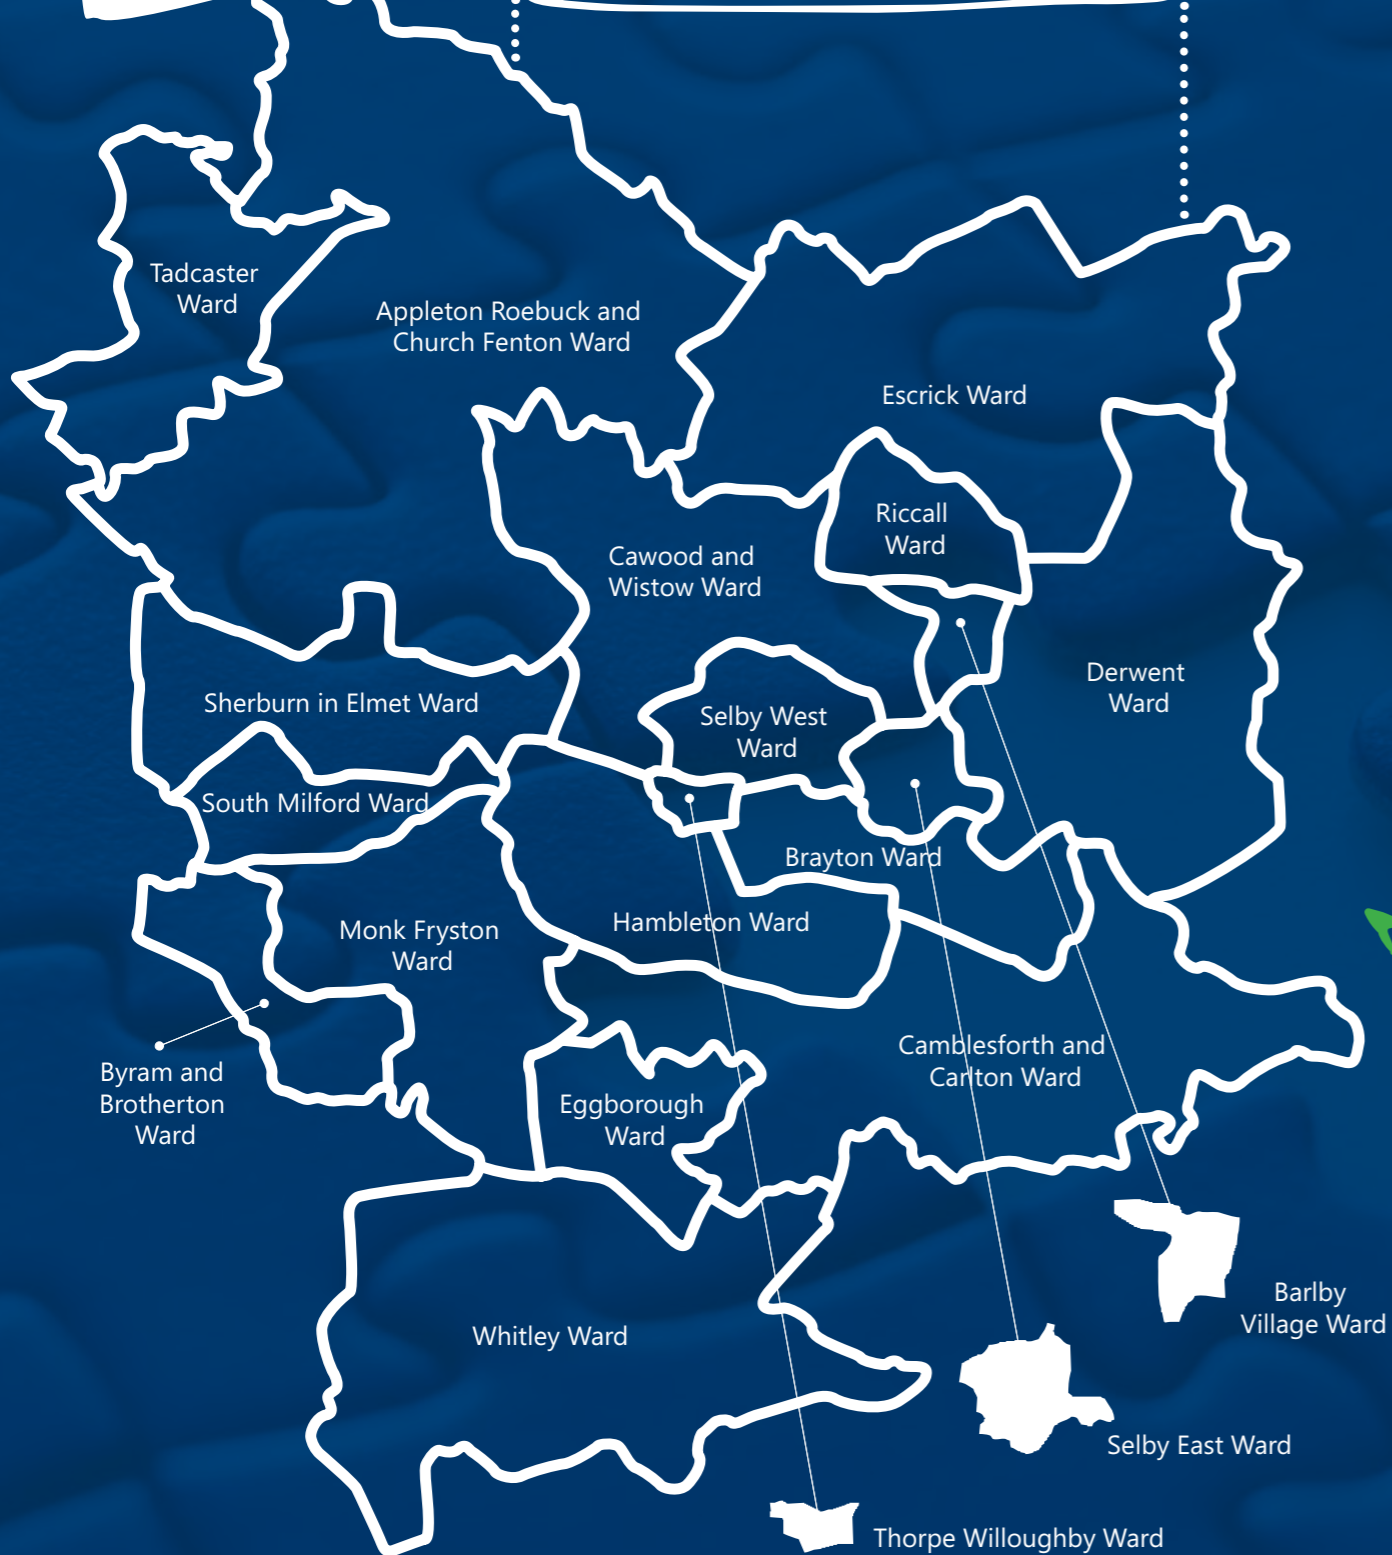 Tadcaster
Ward
Appleton Roebuck and
Church Fenton Ward
Escrick Ward
Riccall
Ward
Cawood and
Wistow Ward
Derwent
Ward
Sherburn in Elmet Ward
Selby West
Ward
South Milford Ward
Brayton Ward
Hambleton Ward
Monk Fryston
Ward
Camblesforth and
Carlton Ward
Byram and
Brotherton
Ward
Eggborough
Ward
Barlby
Village Ward
Whitley Ward
Selby East Ward
Thorpe Willoughby Ward